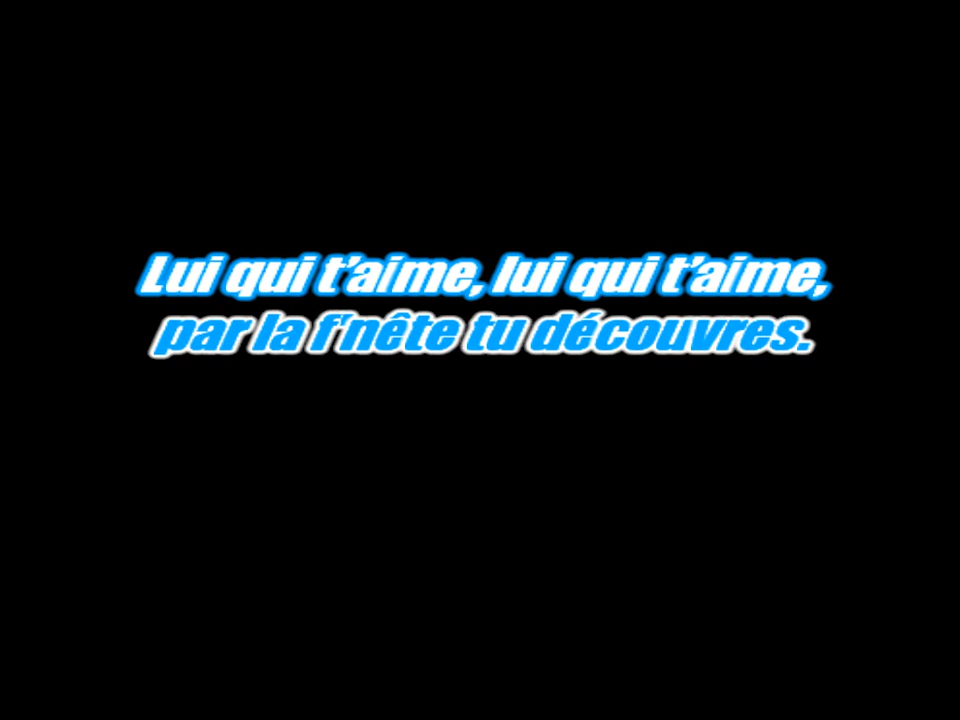 Lui qui t’aime, lui qui t’aime,
par la f'nête tu découvres.